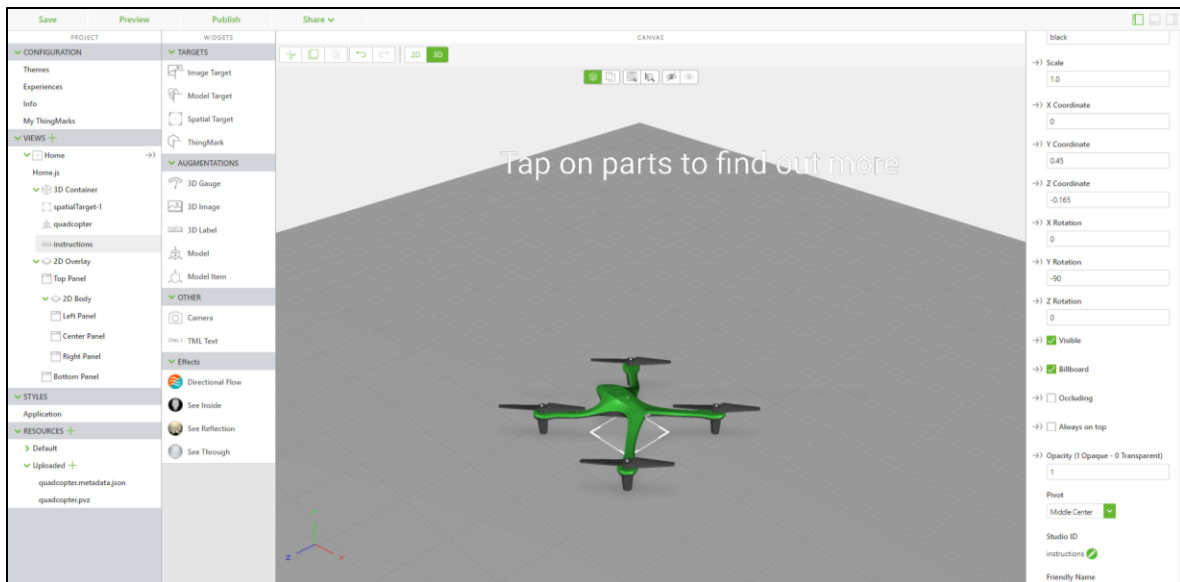 Save Preview Publish Share
PROJECT
CONFIGURATION
Themes
Experiences
Info
My ThingMarks
VIEWS
Home
Home.js
3D Container
spatialTarget-1
quadcopter
instructions
2D Overlay
Top Panel
2D Body
Left Panel
Center Panel
Right Panel
Bottom Panel
STYLES
Application
RESOURCES
Default
Uploaded
quadcopter.metadata.json
quadcopter.pvz
WIDGETS
TARGETS
Image Target
Model Target
Spatial Target
ThingMark
AUGMENTATIONS
3D Gauge
3D Image
3D Label
Model
Model Item
OTHER
Camera
TML Text
Effects
Directional Flow
See Inside
See Reflection
See Through
CANVAS
2D 3D
Tap on parts to find out more
Y
Z X
black
Scale
1.0
X Coordinate
0
Y Coordinate
0.45
Z Coordinate
-0.165
X Rotation
0
Y Rotation
-90
Z Rotation
0
Visible
Billboard
Occluding
Always on top
Opacity (1 Opaque - 0 Transparent)
1
Pivot
Middle Center
Studio ID
instructions
Friendly Name